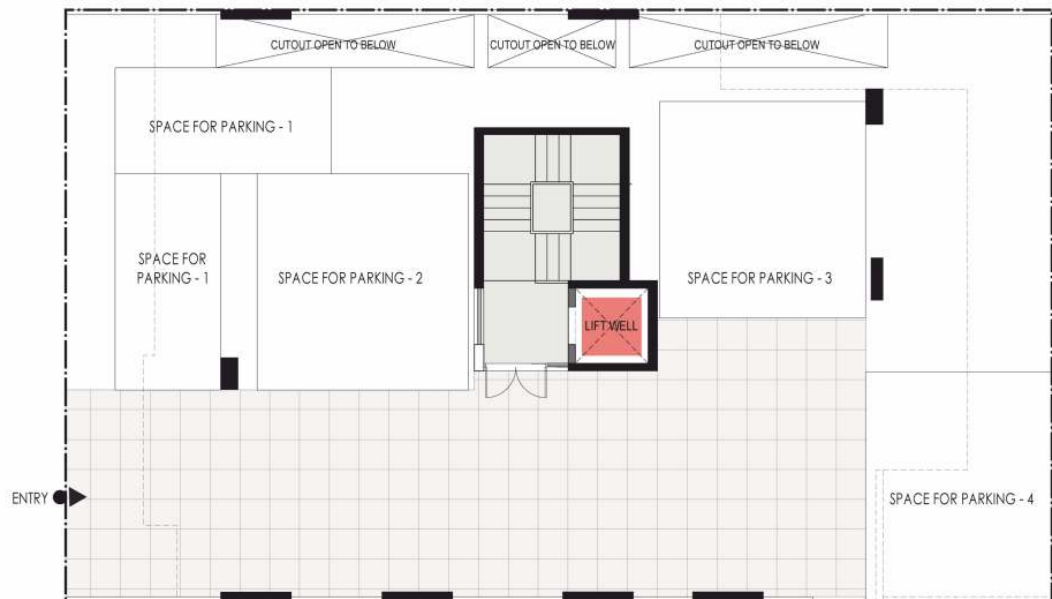 CUTOUT OPEN TO BELOW
CUTOUT OPEN TO BELOW
CUTOUT OPEN TO BELOW
SPACE FOR PARKING - 1
SPACE FOR
PARKING - 1
SPACE FOR PARKING - 2
SPACE FOR PARKING - 3
LIFT WELL
ENTRY
SPACE FOR PARKING - 4